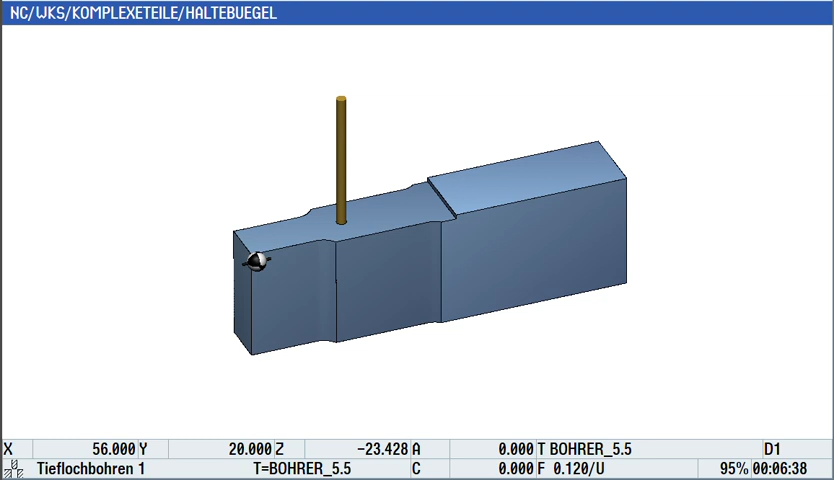 NC/WKS/KOMPLEXETEILE/HALTEBUEGEL
X 56.000 Y 20.000 Z -23.428 A 0.000 T BOHRER_5.5 D1
Tieflochbohren 1 T=BOHRER_5.5 C 0.000 F 0.120/U 95% 00:06:38